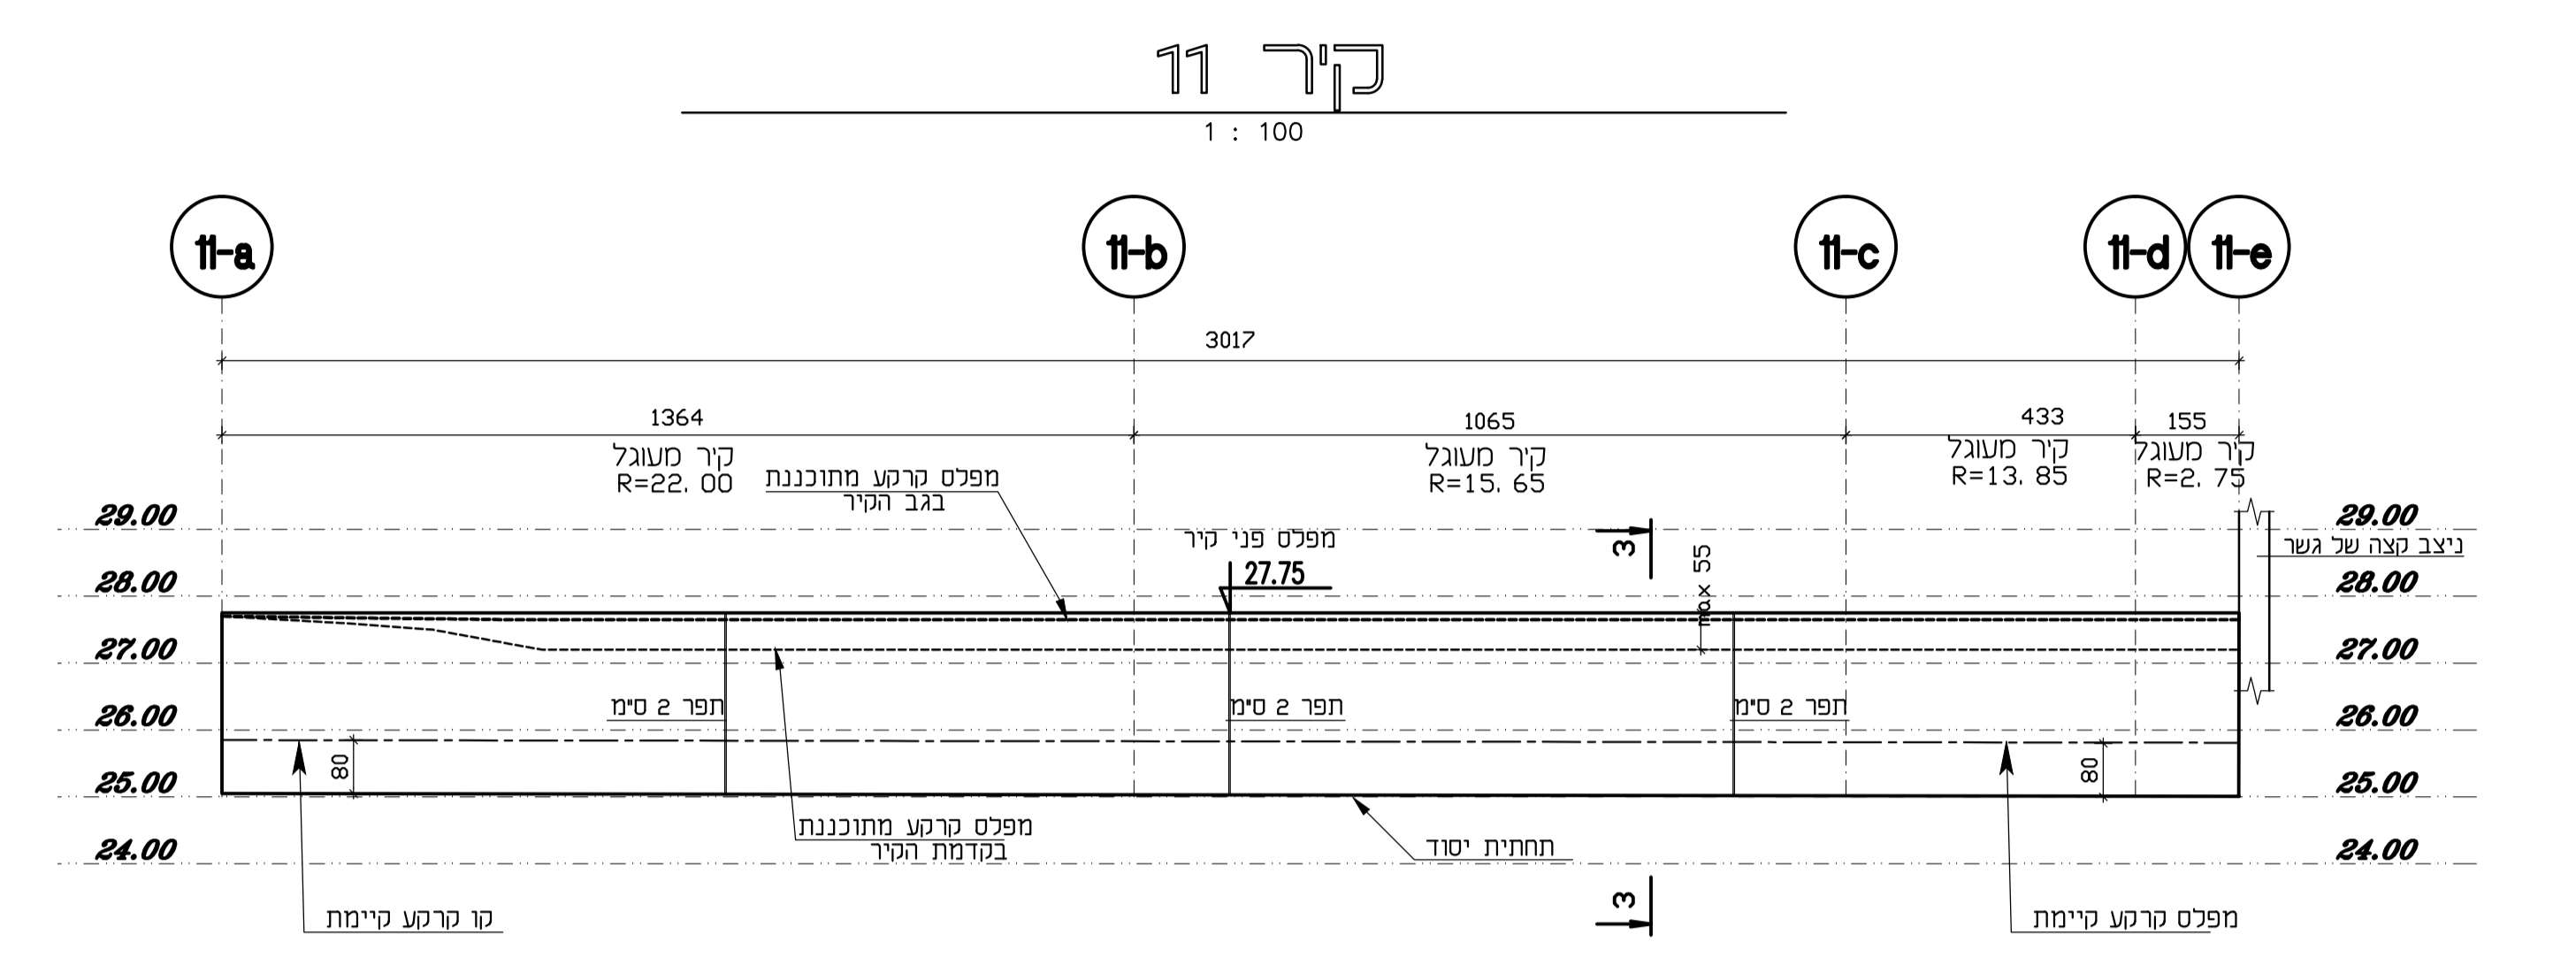 קיר 11
1 : 100
11-a
11-b
11-c
11-d
11-e
3017
1364
1065
433
155
קיר מעוגל
R=22.00
קיר מעוגל
R=15.65
קיר מעוגל
R=13.85
קיר מעוגל
R=2.75
מפלס קרקע מתוכננת
בגב הקיר
29.00
29.00
מפלס פני קיר
27.75
3
max 55
ניצב קצה של גשר
28.00
28.00
27.00
27.00
תפר 2 ס"מ
תפר 2 ס"מ
תפר 2 ס"מ
26.00
26.00
80
80
25.00
25.00
מפלס קרקע מתוכננת
בקדמת הקיר
תחתית יסוד
24.00
24.00
3
קו קרקע קיימת
מפלס קרקע קיימת